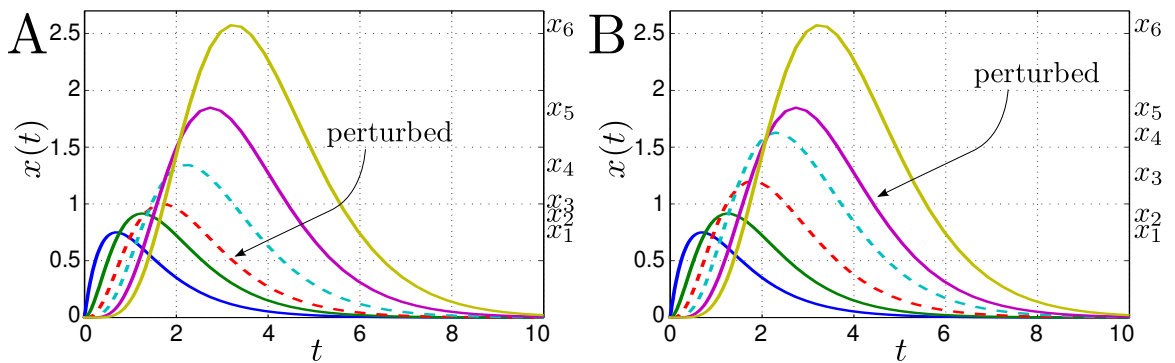 A
x(t)
2.5
2
1.5
1
0.5
0
0 2 4 6 8 10
t
perturbed
x₆
x₅
x₄
x₃
x₂
x₁
B
x(t)
2.5
2
1.5
1
0.5
0
0 2 4 6 8 10
t
perturbed
x₆
x₅
x₄
x₃
x₂
x₁